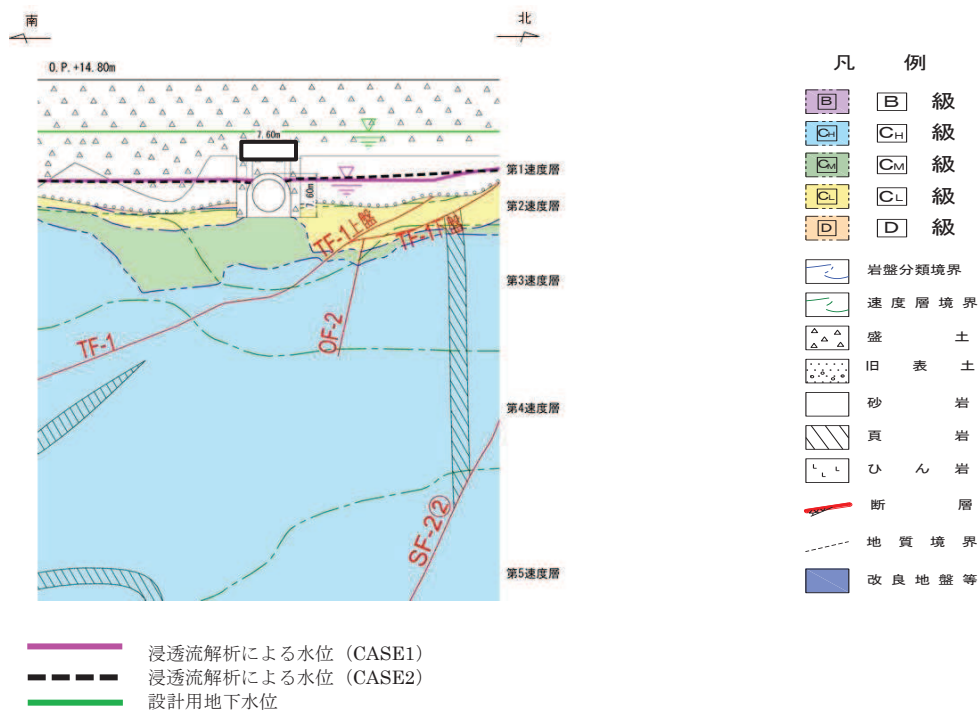 南
北
O.P.+14.80m
7.60m
7.60m
第1速度層
第2速度層
第3速度層
第4速度層
第5速度層
TF-1上盤
TF-1上盤
TF-1
OF-2
SF-2②
凡 例
B B 級
CH CH 級
CM CM 級
CL CL 級
D D 級
岩盤分類境界
速度層境界
盛土
旧表土
砂岩
頁岩
ひん岩
断層
地質境界
改良地盤等
浸透流解析による水位（CASE1）
浸透流解析による水位（CASE2）
設計用地下水位